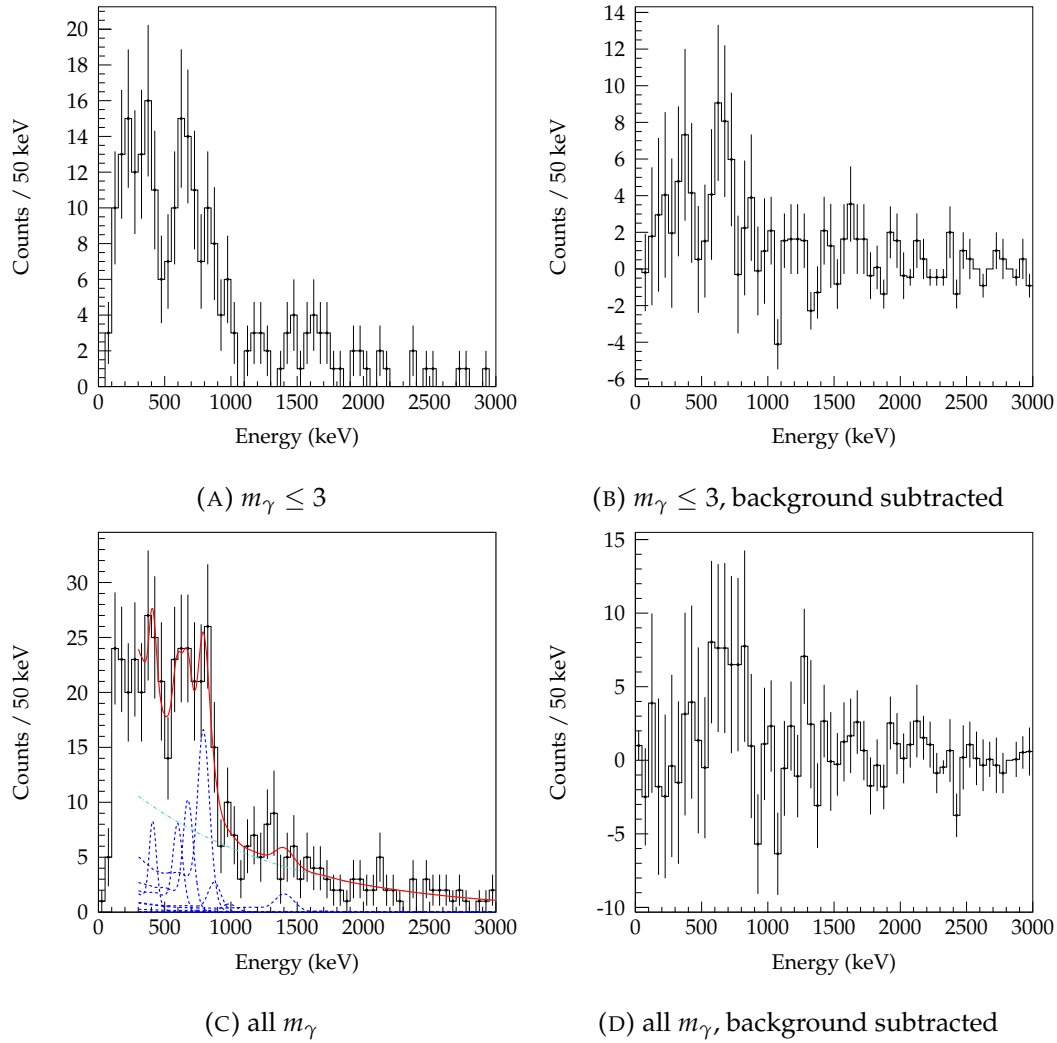 20
18
16
14
12
10
8
6
4
2
0
Counts / 50 keV
0 500 1000 1500 2000 2500 3000
Energy (keV)
(A) mγ ≤ 3
14
12
10
8
6
4
2
0
-2
-4
-6
Counts / 50 keV
0 500 1000 1500 2000 2500 3000
Energy (keV)
(B) mγ ≤ 3, background subtracted
30
25
20
15
10
5
0
Counts / 50 keV
0 500 1000 1500 2000 2500 3000
Energy (keV)
(C) all mγ
15
10
5
0
-5
-10
Counts / 50 keV
0 500 1000 1500 2000 2500 3000
Energy (keV)
(D) all mγ, background subtracted